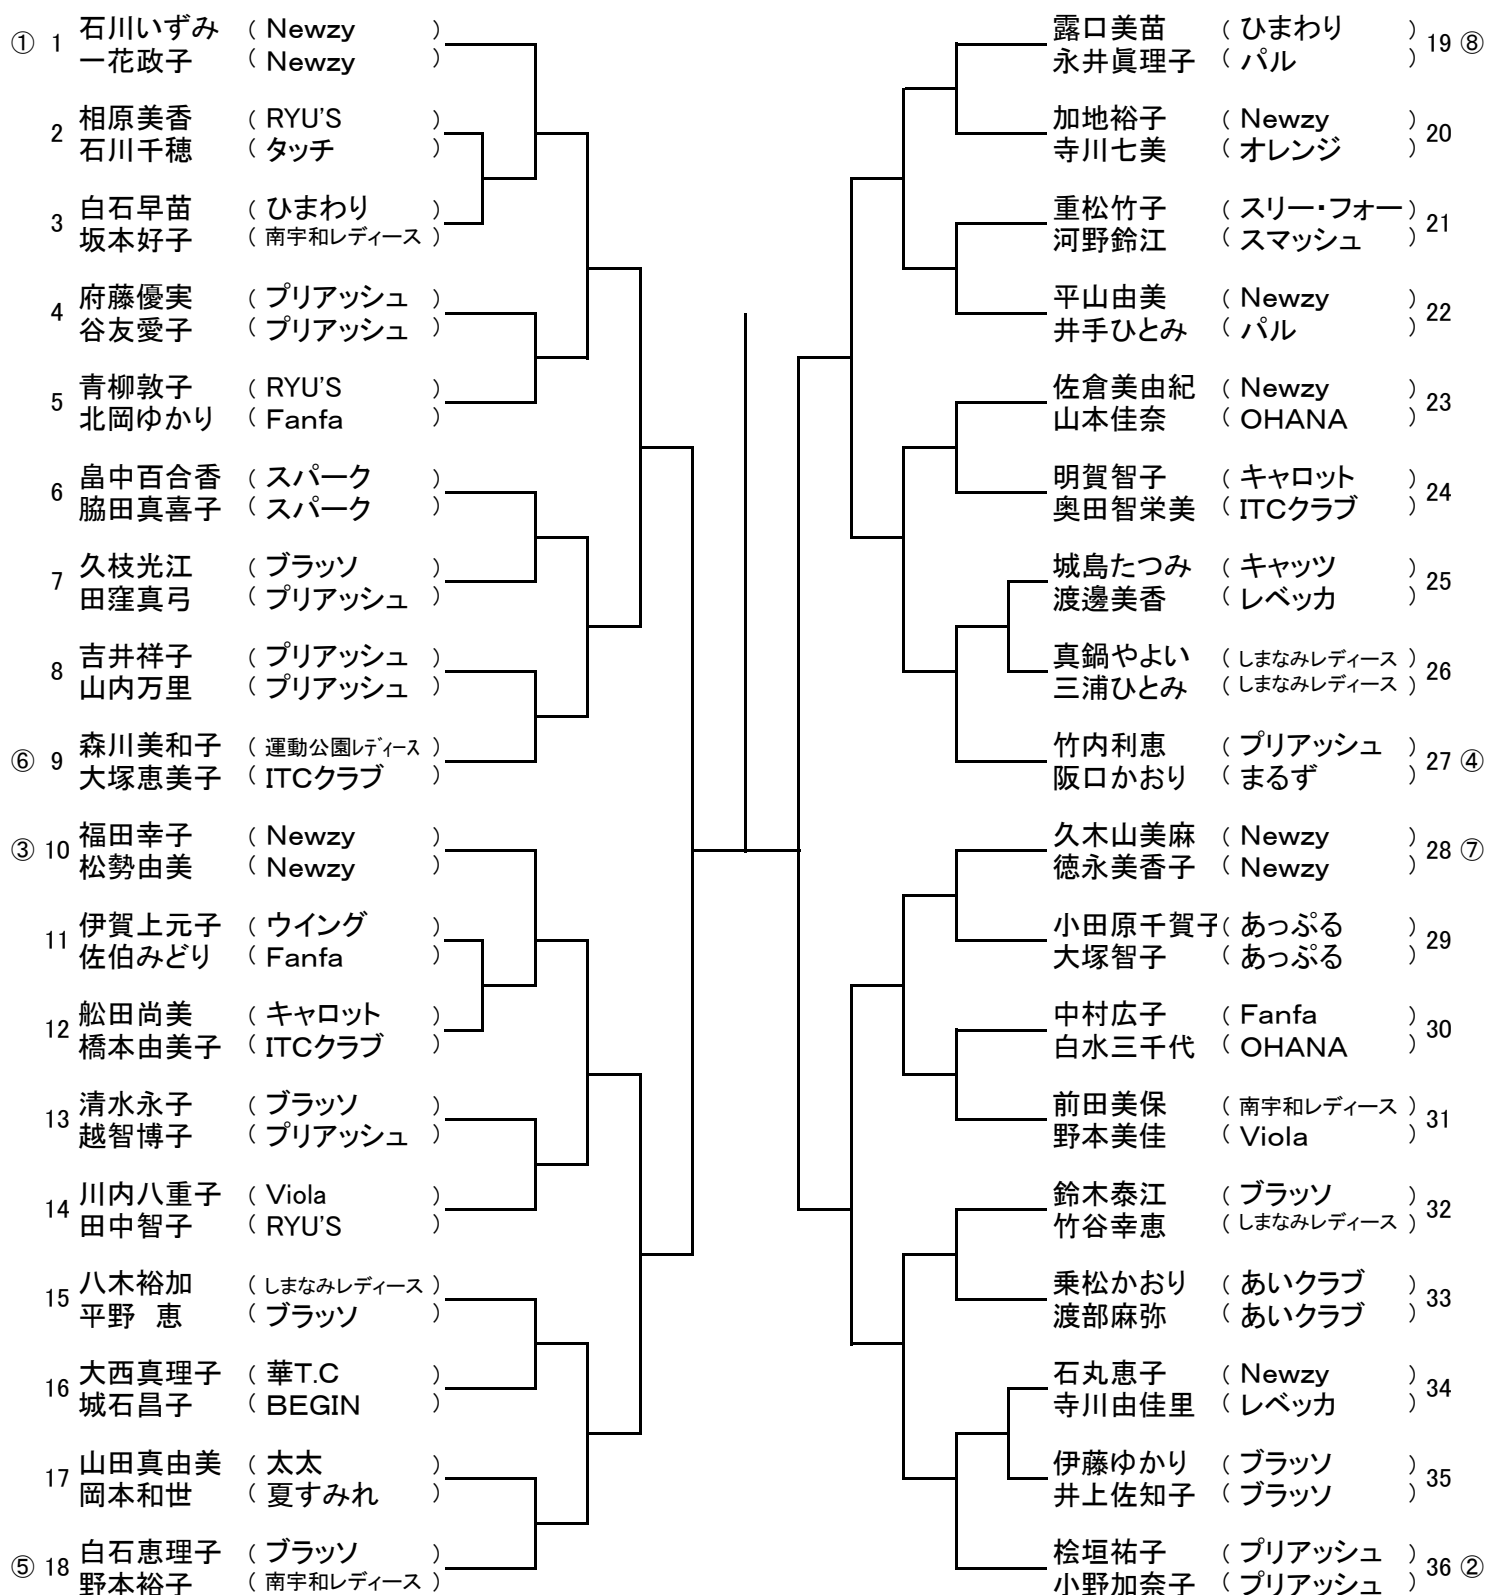 ① 1 石川いずみ ( Newzy )
一花政子 ( Newzy )
2 相原美香 ( RYU'S )
石川千穂 ( タッチ )
3 白石早苗 ( ひまわり )
坂本好子 ( 南宇和レディース )
4 府藤優実 ( プリアッシュ )
谷友愛子 ( プリアッシュ )
5 青柳敦子 ( RYU'S )
北岡ゆかり ( Fanfa )
6 畠中百合香 ( スパーク )
脇田真喜子 ( スパーク )
7 久枝光江 ( ブラッソ )
田窪真弓 ( プリアッシュ )
8 吉井祥子 ( プリアッシュ )
山内万里 ( プリアッシュ )
⑥ 9 森川美和子 ( 運動公園レディース )
大塚恵美子 ( ITCクラブ )
③ 10 福田幸子 ( Newzy )
松勢由美 ( Newzy )
11 伊賀上元子 ( ウイング )
佐伯みどり ( Fanfa )
12 舩田尚美 ( キャロット )
橋本由美子 ( ITCクラブ )
13 清水永子 ( ブラッソ )
越智博子 ( プリアッシュ )
14 川内八重子 ( Viola )
田中智子 ( RYU'S )
15 八木裕加 ( しまなみレディース )
平野 恵 ( ブラッソ )
16 大西真理子 ( 華T.C )
城石昌子 ( BEGIN )
17 山田真由美 ( 太太 )
岡本和世 ( 夏すみれ )
⑤ 18 白石恵理子 ( ブラッソ )
野本裕子 ( 南宇和レディース )
露口美苗 ( ひまわり ) 19 ⑧
永井眞理子 ( パル )
加地裕子 ( Newzy ) 20
寺川七美 ( オレンジ )
重松竹子 ( スリー・フォー ) 21
河野鈴江 ( スマッシュ )
平山由美 ( Newzy ) 22
井手ひとみ ( パル )
佐倉美由紀 ( Newzy ) 23
山本佳奈 ( OHANA )
明賀智子 ( キャロット ) 24
奥田智栄美 ( ITCクラブ )
城島たつみ ( キャッツ ) 25
渡邊美香 ( レベッカ )
真鍋やよい ( しまなみレディース ) 26
三浦ひとみ ( しまなみレディース )
竹内利恵 ( プリアッシュ ) 27 ④
阪口かおり ( まるず )
久木山美麻 ( Newzy ) 28 ⑦
徳永美香子 ( Newzy )
小田原千賀子 ( あっぷる ) 29
大塚智子 ( あっぷる )
中村広子 ( Fanfa ) 30
白水三千代 ( OHANA )
前田美保 ( 南宇和レディース ) 31
野本美佳 ( Viola )
鈴木泰江 ( ブラッソ ) 32
竹谷幸恵 ( しまなみレディース )
乗松かおり ( あいクラブ ) 33
渡部麻弥 ( あいクラブ )
石丸恵子 ( Newzy ) 34
寺川由佳里 ( レベッカ )
伊藤ゆかり ( ブラッソ ) 35
井上佐知子 ( ブラッソ )
桧垣祐子 ( プリアッシュ ) 36 ②
小野加奈子 ( プリアッシュ )